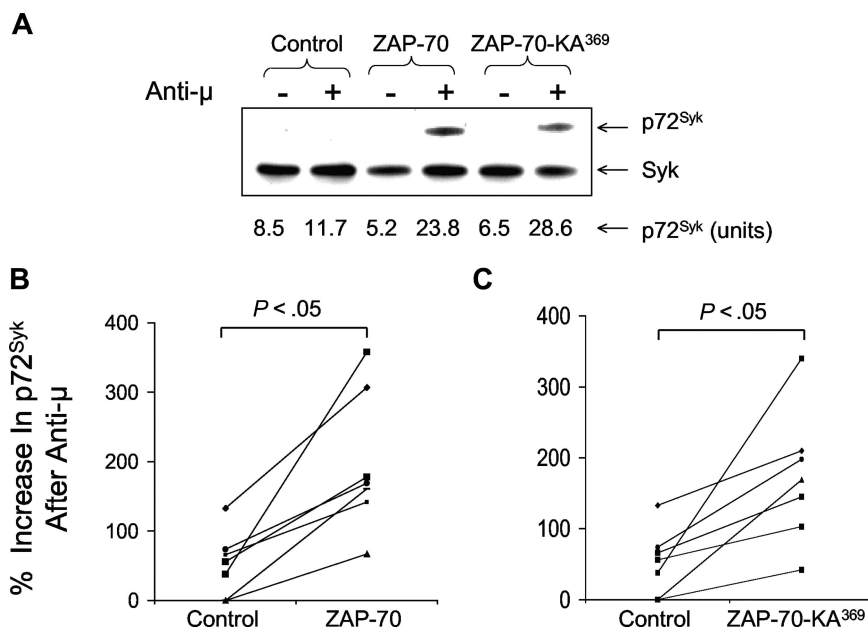 A
Control ZAP-70 ZAP-70-KA³⁶⁹
Anti-μ - + - + - +
← p72ˢʸᵏ
← Syk
8.5 11.7 5.2 23.8 6.5 28.6 ← p72ˢʸᵏ (units)
B
% Increase In p72ˢʸᵏ
After Anti-μ
P < .05
400
300
200
100
0
Control ZAP-70
C
P < .05
400
300
200
100
0
Control ZAP-70-KA³⁶⁹